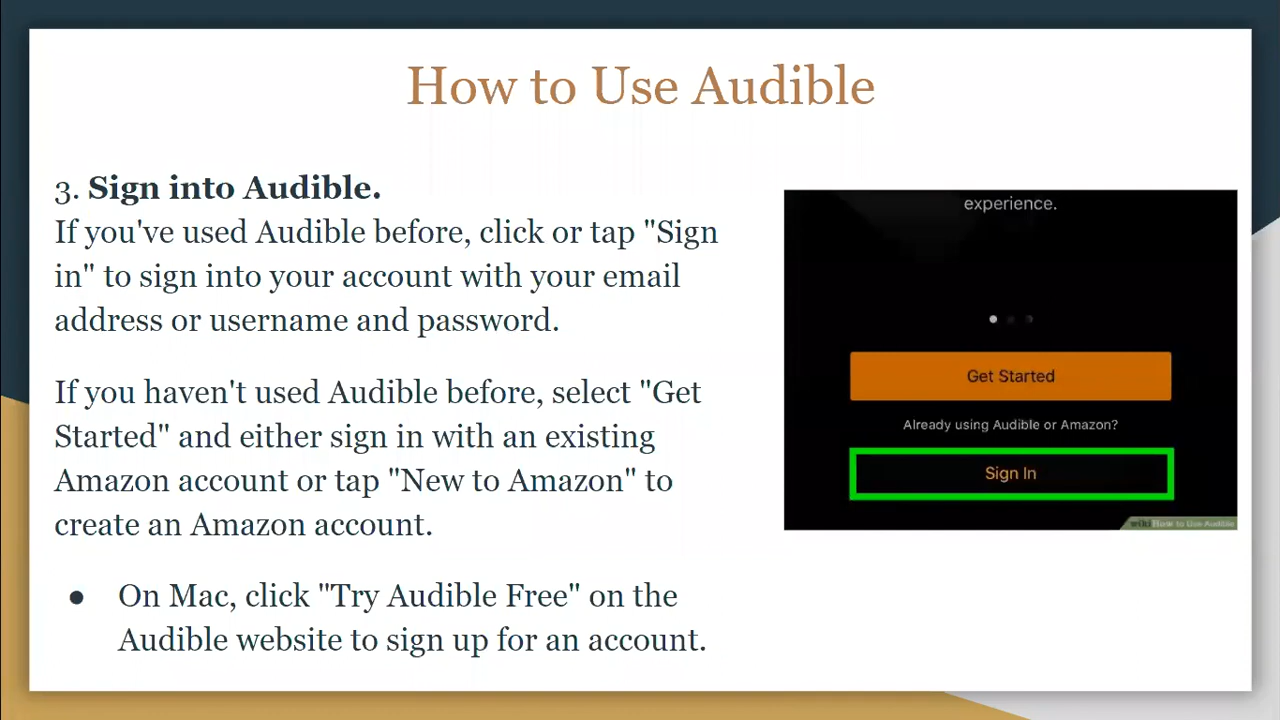 How to Use Audible
3. Sign into Audible.
If you've used Audible before, click or tap "Sign
in" to sign into your account with your email
address or username and password.
If you haven't used Audible before, select "Get
Started" and either sign in with an existing
Amazon account or tap "New to Amazon" to
create an Amazon account.
● On Mac, click "Try Audible Free" on the
Audible website to sign up for an account.
experience.
Get Started
Already using Audible or Amazon?
Sign In
wikiHow to Use Audible